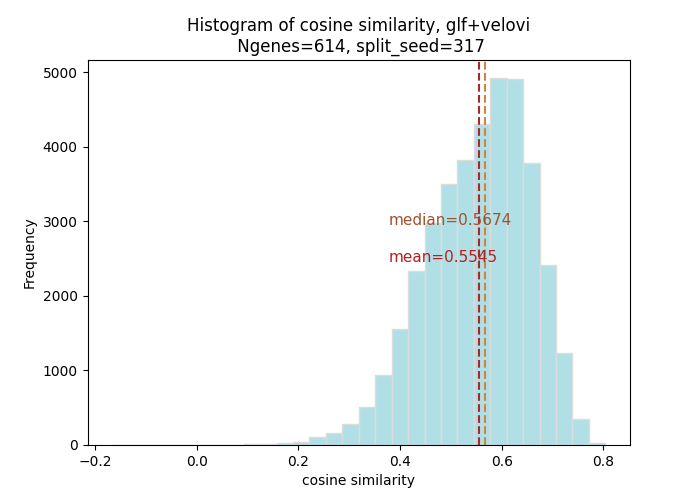 Histogram of cosine similarity, glf+velovi
Ngenes=614, split_seed=317
Frequency
5000
4000
3000
2000
1000
0
median=0.5674
mean=0.5545
−0.2
0.0
0.2
0.4
0.6
0.8
cosine similarity